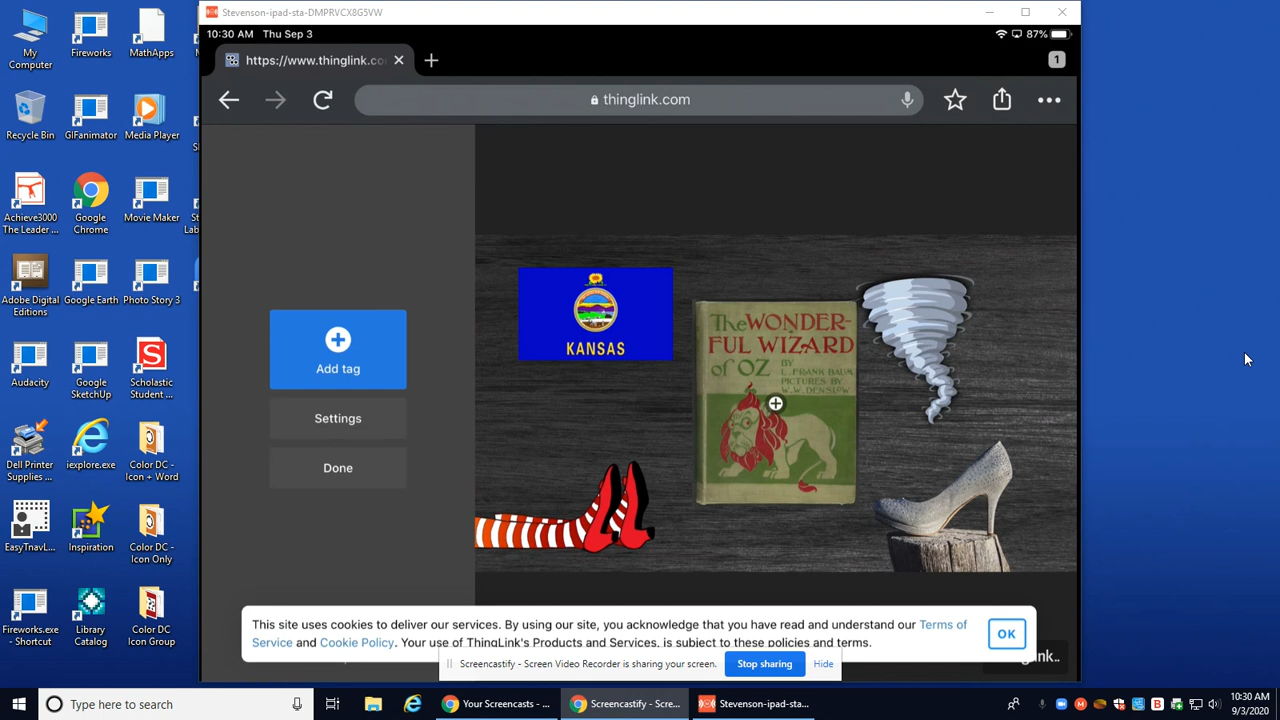 Stevenson-ipad-sta-DMPRVCX8G5VW
10:30 AM Thu Sep 3
87%
https://www.thinglink.co
1
thinglink.com
Add tag
Settings
Done
KANSAS
The WONDER-
FUL WIZARD
of OZ BY
L. FRANK BAUM
PICTURES BY
W.W. DENSLOW
This site uses cookies to deliver our services. By using our site, you acknowledge that you have read and understand our Terms of
Service and Cookie Policy. Your use of ThingLink's Products and Services, is subject to these policies and terms.
OK
Screencastify - Screen Video Recorder is sharing your screen.
Stop sharing
Hide
My
Computer
Fireworks
MathApps
Recycle Bin
GIFanimator
Media Player
Achieve3000
The Leader ...
Google
Chrome
Movie Maker
Lab
Adobe Digital
Editions
Google Earth
Photo Story 3
Audacity
Google
SketchUp
Scholastic
Student ...
Dell Printer
Supplies ...
iexplore.exe
Color DC -
Icon + Word
EasyTnavL...
Inspiration
Color DC -
Icon Only
Fireworks.exe
- Shortcut
Library
Catalog
Color DC
Icon Group
Type here to search
Your Screencasts - ...
Screencastify - Scre...
Stevenson-ipad-sta...
10:30 AM
9/3/2020